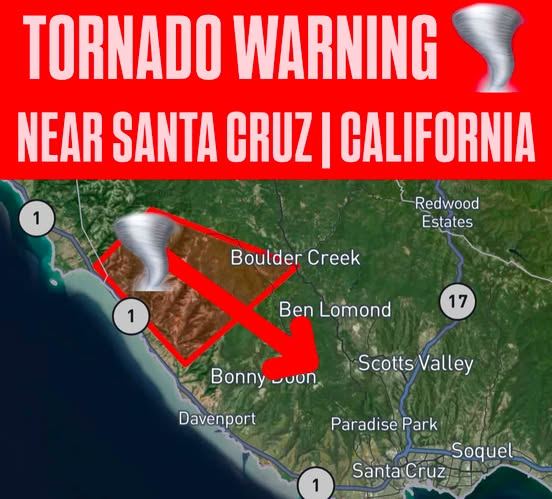 TORNADO WARNING
NEAR SANTA CRUZ | CALIFORNIA
1
Redwood
Estates
Boulder Creek
17
1
Ben Lomond
Scotts Valley
Bonny Doon
Davenport
Paradise Park
Soquel
Santa Cruz
1